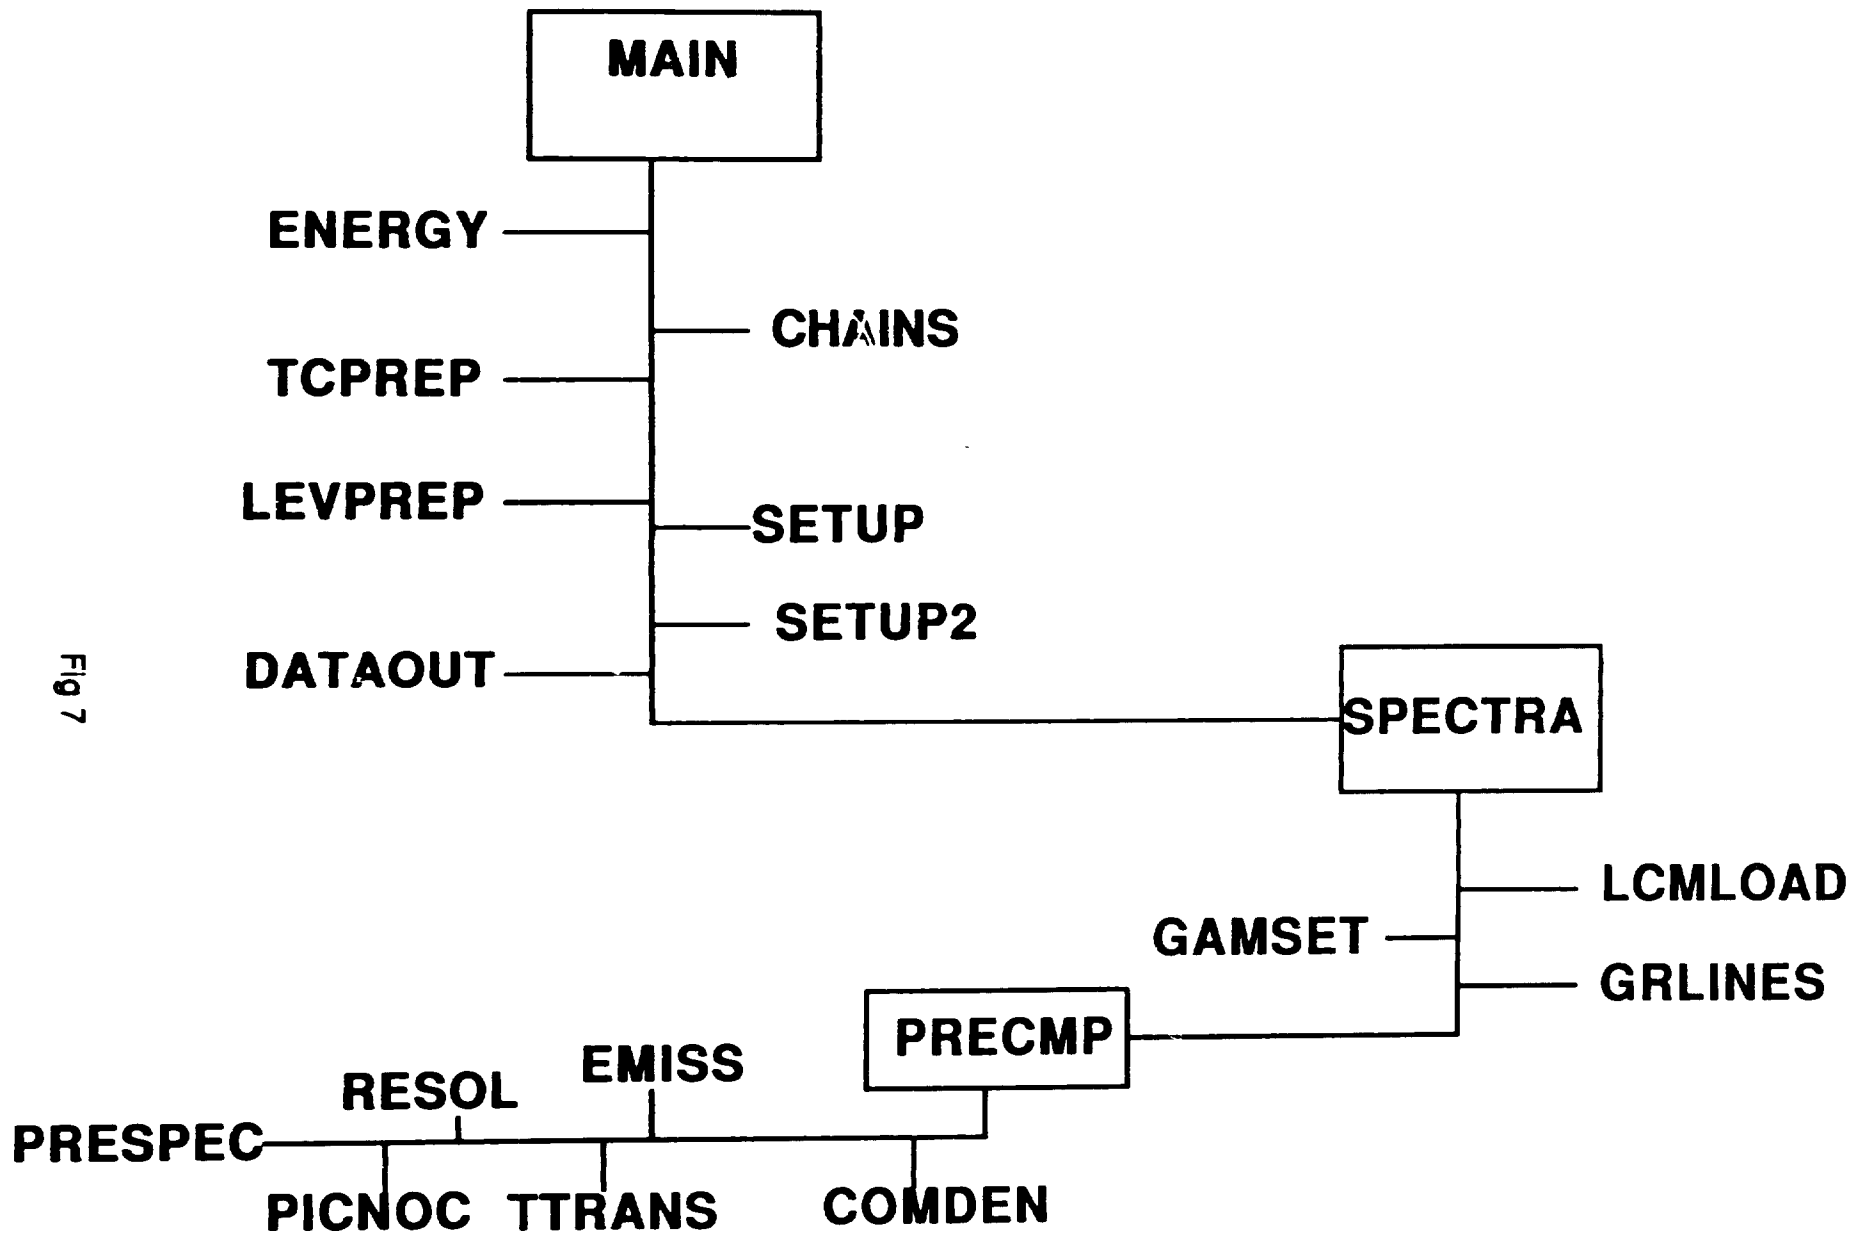 MAIN
ENERGY
CHAINS
TCPREP
LEVPREP
SETUP
SETUP2
DATAOUT
Fig 7
SPECTRA
LCMLOAD
GAMSET
GRLINES
PRECMP
EMISS
RESOL
PRESPEC
PICNOC
TTRANS
COMDEN